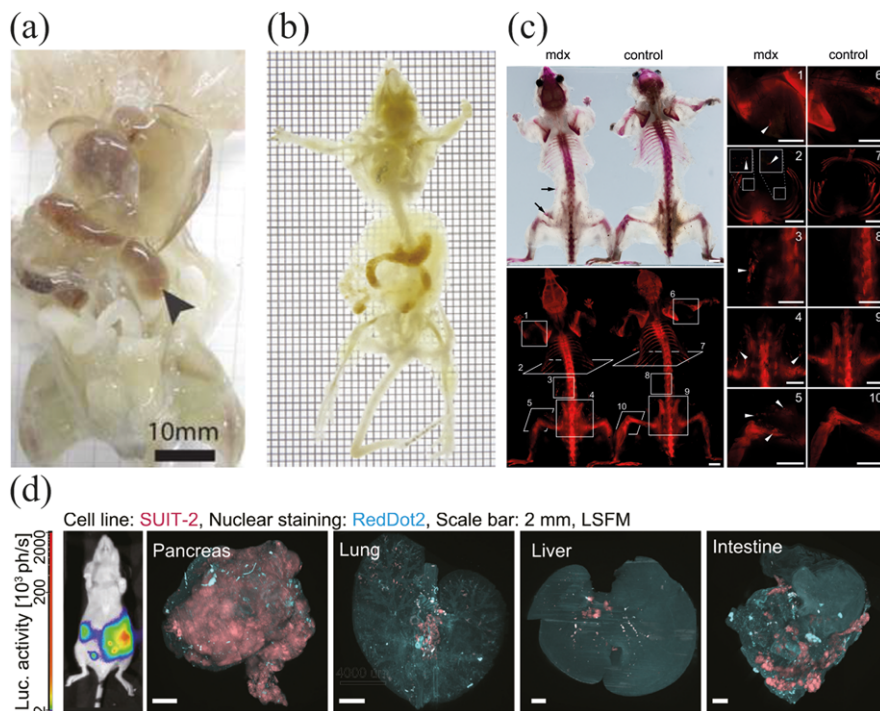 (a)
(b)
(c)
mdx control mdx control
1 6
2 7
3 8
4 9
5 10
1
6
2
7
3
8
5
4
10
9
10mm
(d)
Cell line: SUIT-2, Nuclear staining: RedDot2, Scale bar: 2 mm, LSFM
Luc. activity [10³ ph/s]
2000
200
Pancreas
Lung
Liver
Intestine